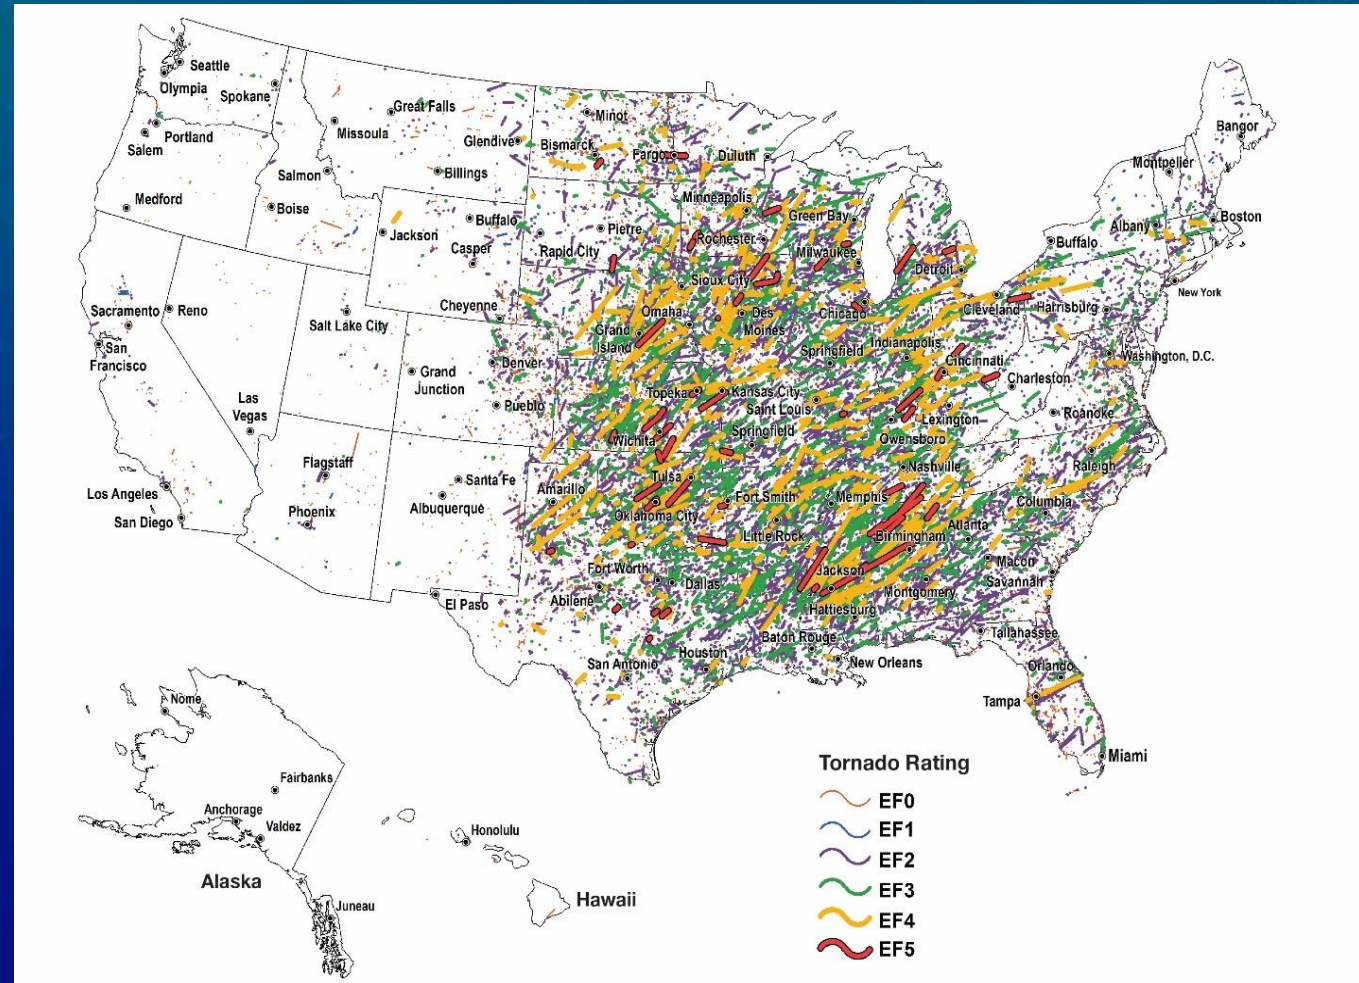 Seattle
Olympia
Spokane
Portland
Salem
Medford
Great Falls
Missoula
Glendive
Salmon
Billings
Boise
Minot
Bismarck
Fargo
Duluth
Bangor
Montpelier
Jackson
Buffalo
Casper
Rapid City
Pierre
Minneapolis
Green Bay
Rochester
Milwaukee
Buffalo
Albany
Boston
Sacramento
Reno
San
Francisco
Salt Lake City
Cheyenne
Sioux City
Omaha
Grand
Island
Des
Moines
Chicago
Detroit
Cleveland
Harrisburg
New York
Las
Vegas
Grand
Junction
Denver
Pueblo
Springfield
Indianapolis
Cincinnati
Washington, D.C.
Charleston
Topeka
Kansas City
Saint Louis
Lexington
Roanoke
Wichita
Springfield
Owensboro
Nashville
Raleigh
Los Angeles
San Diego
Flagstaff
Phoenix
Santa Fe
Albuquerque
Amarillo
Tulsa
Oklahoma City
Fort Smith
Memphis
Columbia
Little Rock
Birmingham
Atlanta
El Paso
Fort Worth
Dallas
Abilene
Jackson
Macon
Savannah
Montgomery
Hattiesburg
San Antonio
Houston
Baton Rouge
New Orleans
Tallahassee
Orlando
Tampa
Miami
Nome
Fairbanks
Anchorage
Valdez
Juneau
Alaska
Honolulu
Hawaii
Tornado Rating
EF0
EF1
EF2
EF3
EF4
EF5